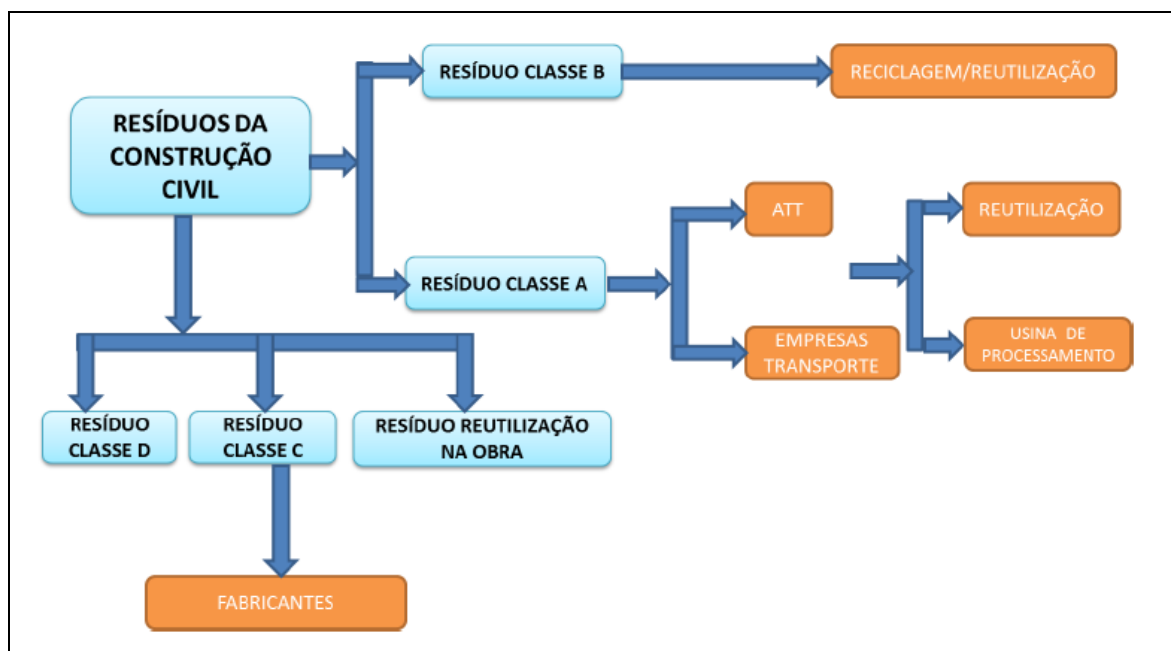 RESÍDUO CLASSE B
RECICLAGEM/REUTILIZAÇÃO
RESÍDUOS DA
CONSTRUÇÃO
CIVIL
ATT
REUTILIZAÇÃO
RESÍDUO CLASSE A
EMPRESAS
TRANSPORTE
USINA DE
PROCESSAMENTO
RESÍDUO
CLASSE D
RESÍDUO
CLASSE C
RESÍDUO REUTILIZAÇÃO
NA OBRA
FABRICANTES